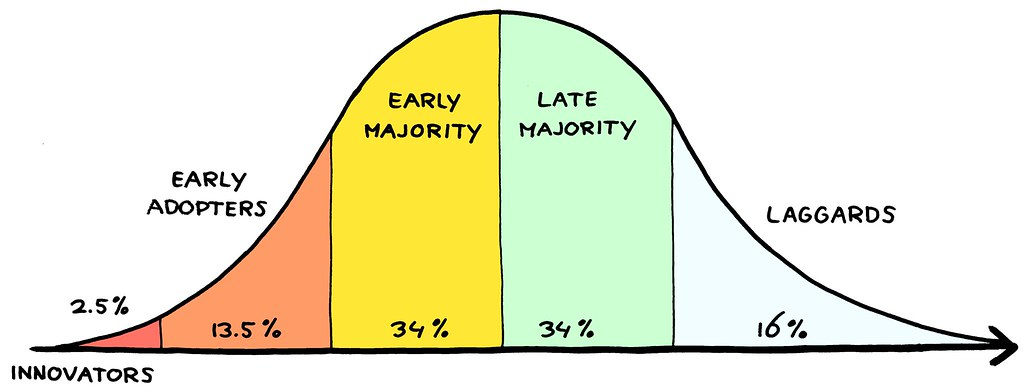 EARLY
MAJORITY
LATE
MAJORITY
EARLY
ADOPTERS
LAGGARDS
2.5%
13.5%
34%
34%
16%
INNOVATORS